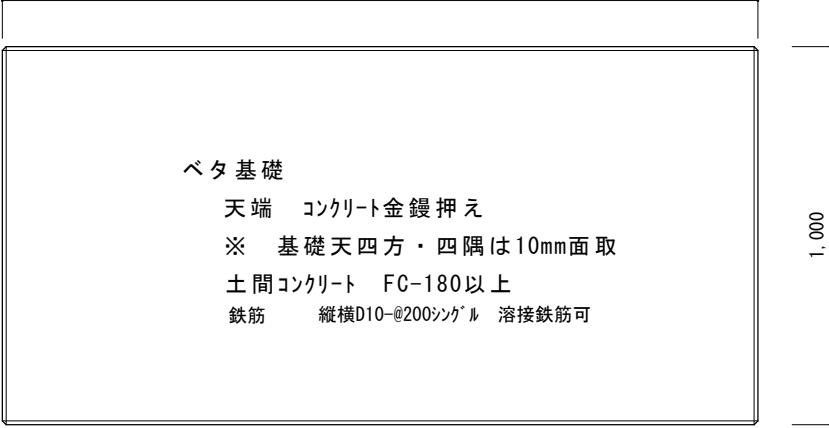 ベタ基礎
天端　ｺﾝｸﾘｰﾄ金鏝押え
※　基礎天四方・四隅は10mm面取
土間ｺﾝｸﾘｰﾄ　FC-180以上
鉄筋　　縦横D10-@200ｼﾝｸﾞﾙ　溶接鉄筋可
1,000